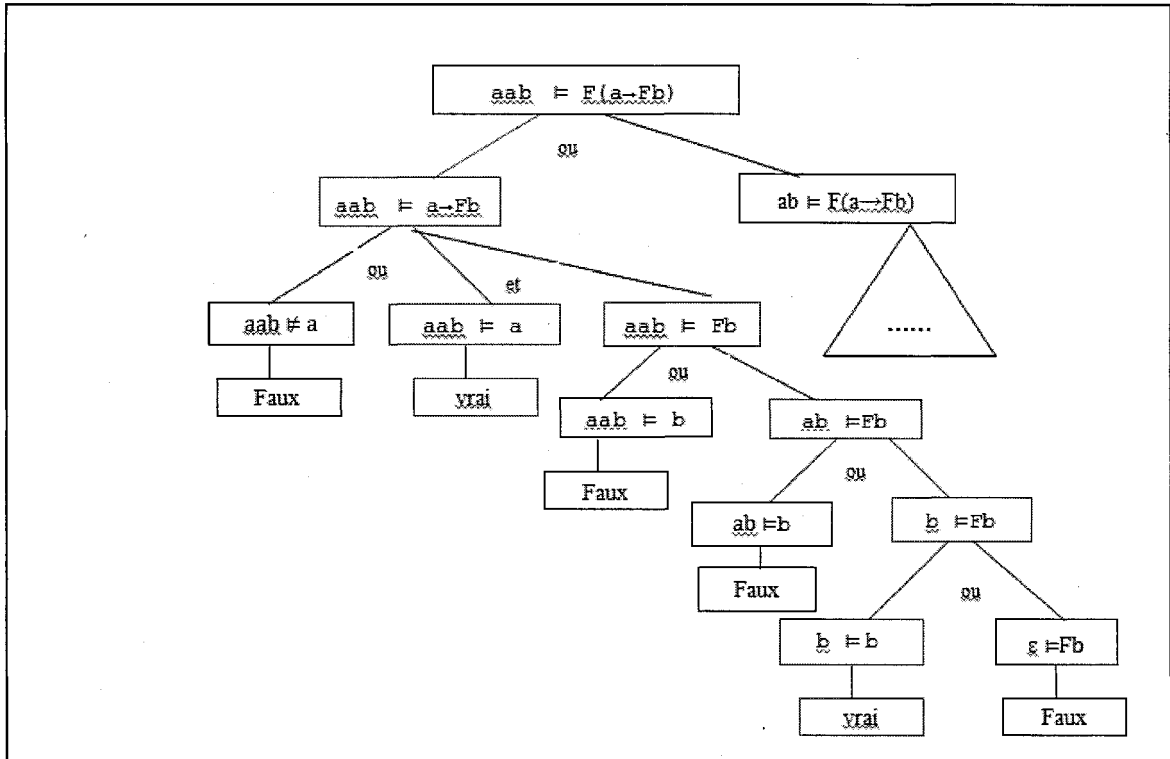 aab ⊨ F(a→Fb)
ou
aab ⊨ a→Fb
ab ⊨ F(a→Fb)
ou
et
aab ⊭ a
aab ⊨ a
aab ⊨ Fb
......
Faux
vrai
ou
aab ⊨ b
ab ⊨Fb
Faux
ou
ab ⊨b
b ⊨Fb
Faux
ou
b ⊨b
ε ⊨Fb
vrai
Faux